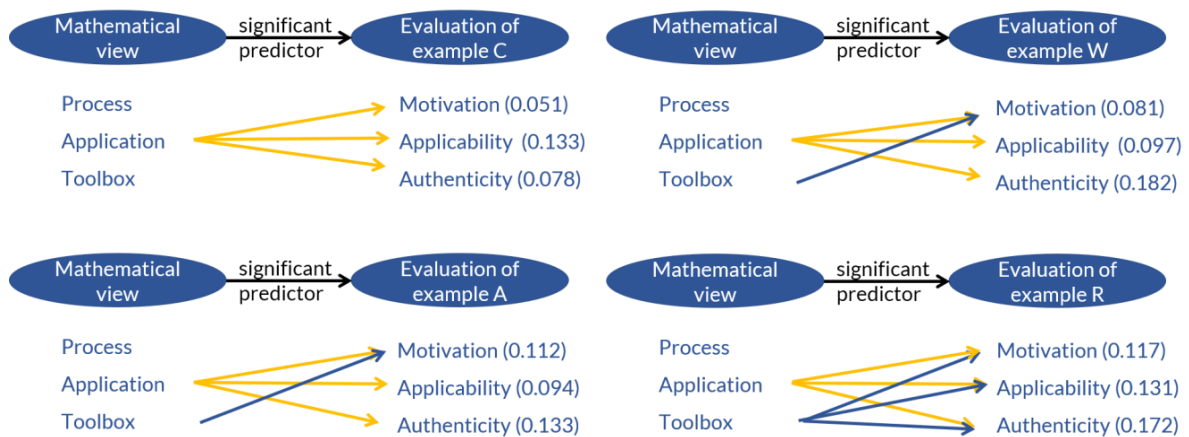 Mathematical
view
significant
predictor
Evaluation of
example C
Process
Application
Toolbox
Motivation (0.051)
Applicability (0.133)
Authenticity (0.078)
Mathematical
view
significant
predictor
Evaluation of
example W
Process
Application
Toolbox
Motivation (0.081)
Applicability (0.097)
Authenticity (0.182)
Mathematical
view
significant
predictor
Evaluation of
example A
Process
Application
Toolbox
Motivation (0.112)
Applicability (0.094)
Authenticity (0.133)
Mathematical
view
significant
predictor
Evaluation of
example R
Process
Application
Toolbox
Motivation (0.117)
Applicability (0.131)
Authenticity (0.172)